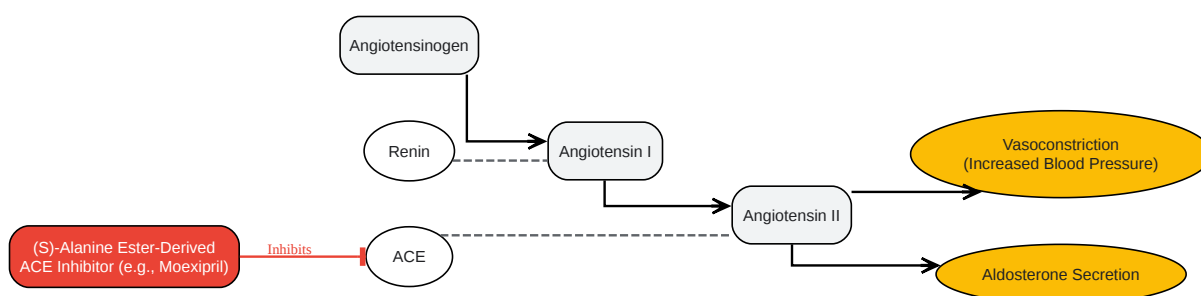 Angiotensinogen
Renin
Angiotensin I
Vasoconstriction
(Increased Blood Pressure)
Angiotensin II
(S)-Alanine Ester-Derived
ACE Inhibitor (e.g., Moexipril)
Inhibits
ACE
Aldosterone Secretion